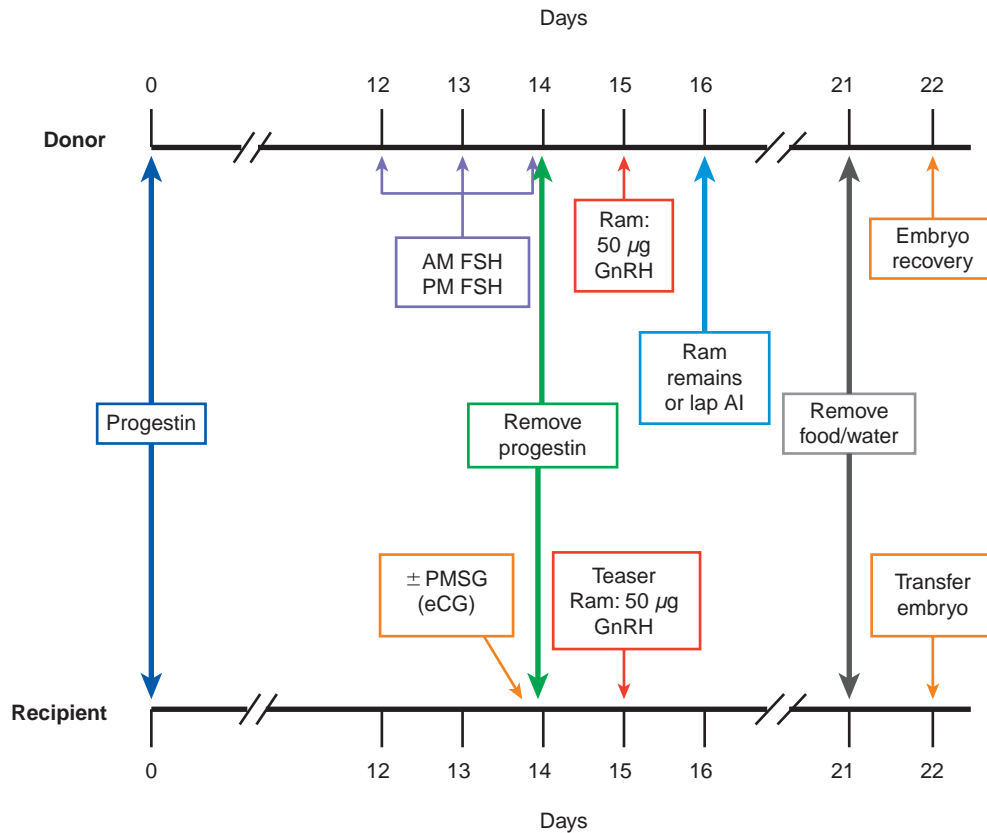 Days
0
12
13
14
15
16
21
22
Donor
AM FSH
PM FSH
Ram:
50 µg
GnRH
Embryo
recovery
Ram
remains
or lap AI
Progestin
Remove
progestin
Remove
food/water
± PMSG
(eCG)
Teaser
Ram: 50 µg
GnRH
Transfer
embryo
Recipient
0
12
13
14
15
16
21
22
Days